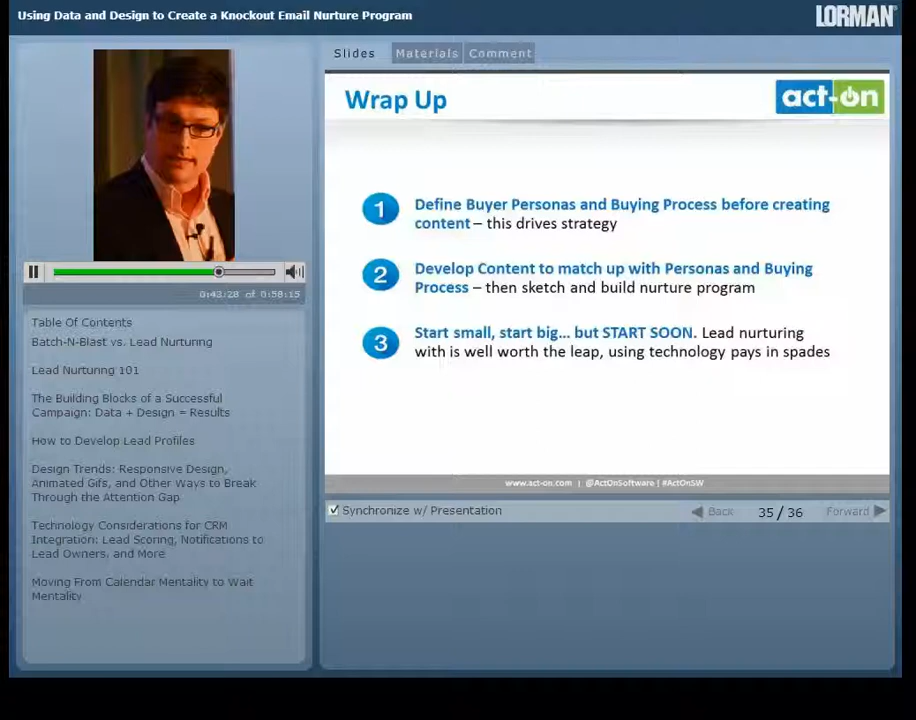 Using Data and Design to Create a Knockout Email Nurture Program
LORMAN
Slides
Materials
Comment
Wrap Up
act-on
1
Define Buyer Personas and Buying Process before creating
content – this drives strategy
2
Develop Content to match up with Personas and Buying
Process – then sketch and build nurture program
3
Start small, start big... but START SOON. Lead nurturing
with is well worth the leap, using technology pays in spades
www.act-on.com | @ActOnSoftware | #ActOnSW
0:43:28 of 0:58:15
Table Of Contents
Batch-N-Blast vs. Lead Nurturing
Lead Nurturing 101
The Building Blocks of a Successful
Campaign: Data + Design = Results
How to Develop Lead Profiles
Design Trends: Responsive Design,
Animated Gifs, and Other Ways to Break
Through the Attention Gap
Technology Considerations for CRM
Integration: Lead Scoring, Notifications to
Lead Owners, and More
Moving From Calendar Mentality to Wait
Mentality
Synchronize w/ Presentation
Back
35 / 36
Forward